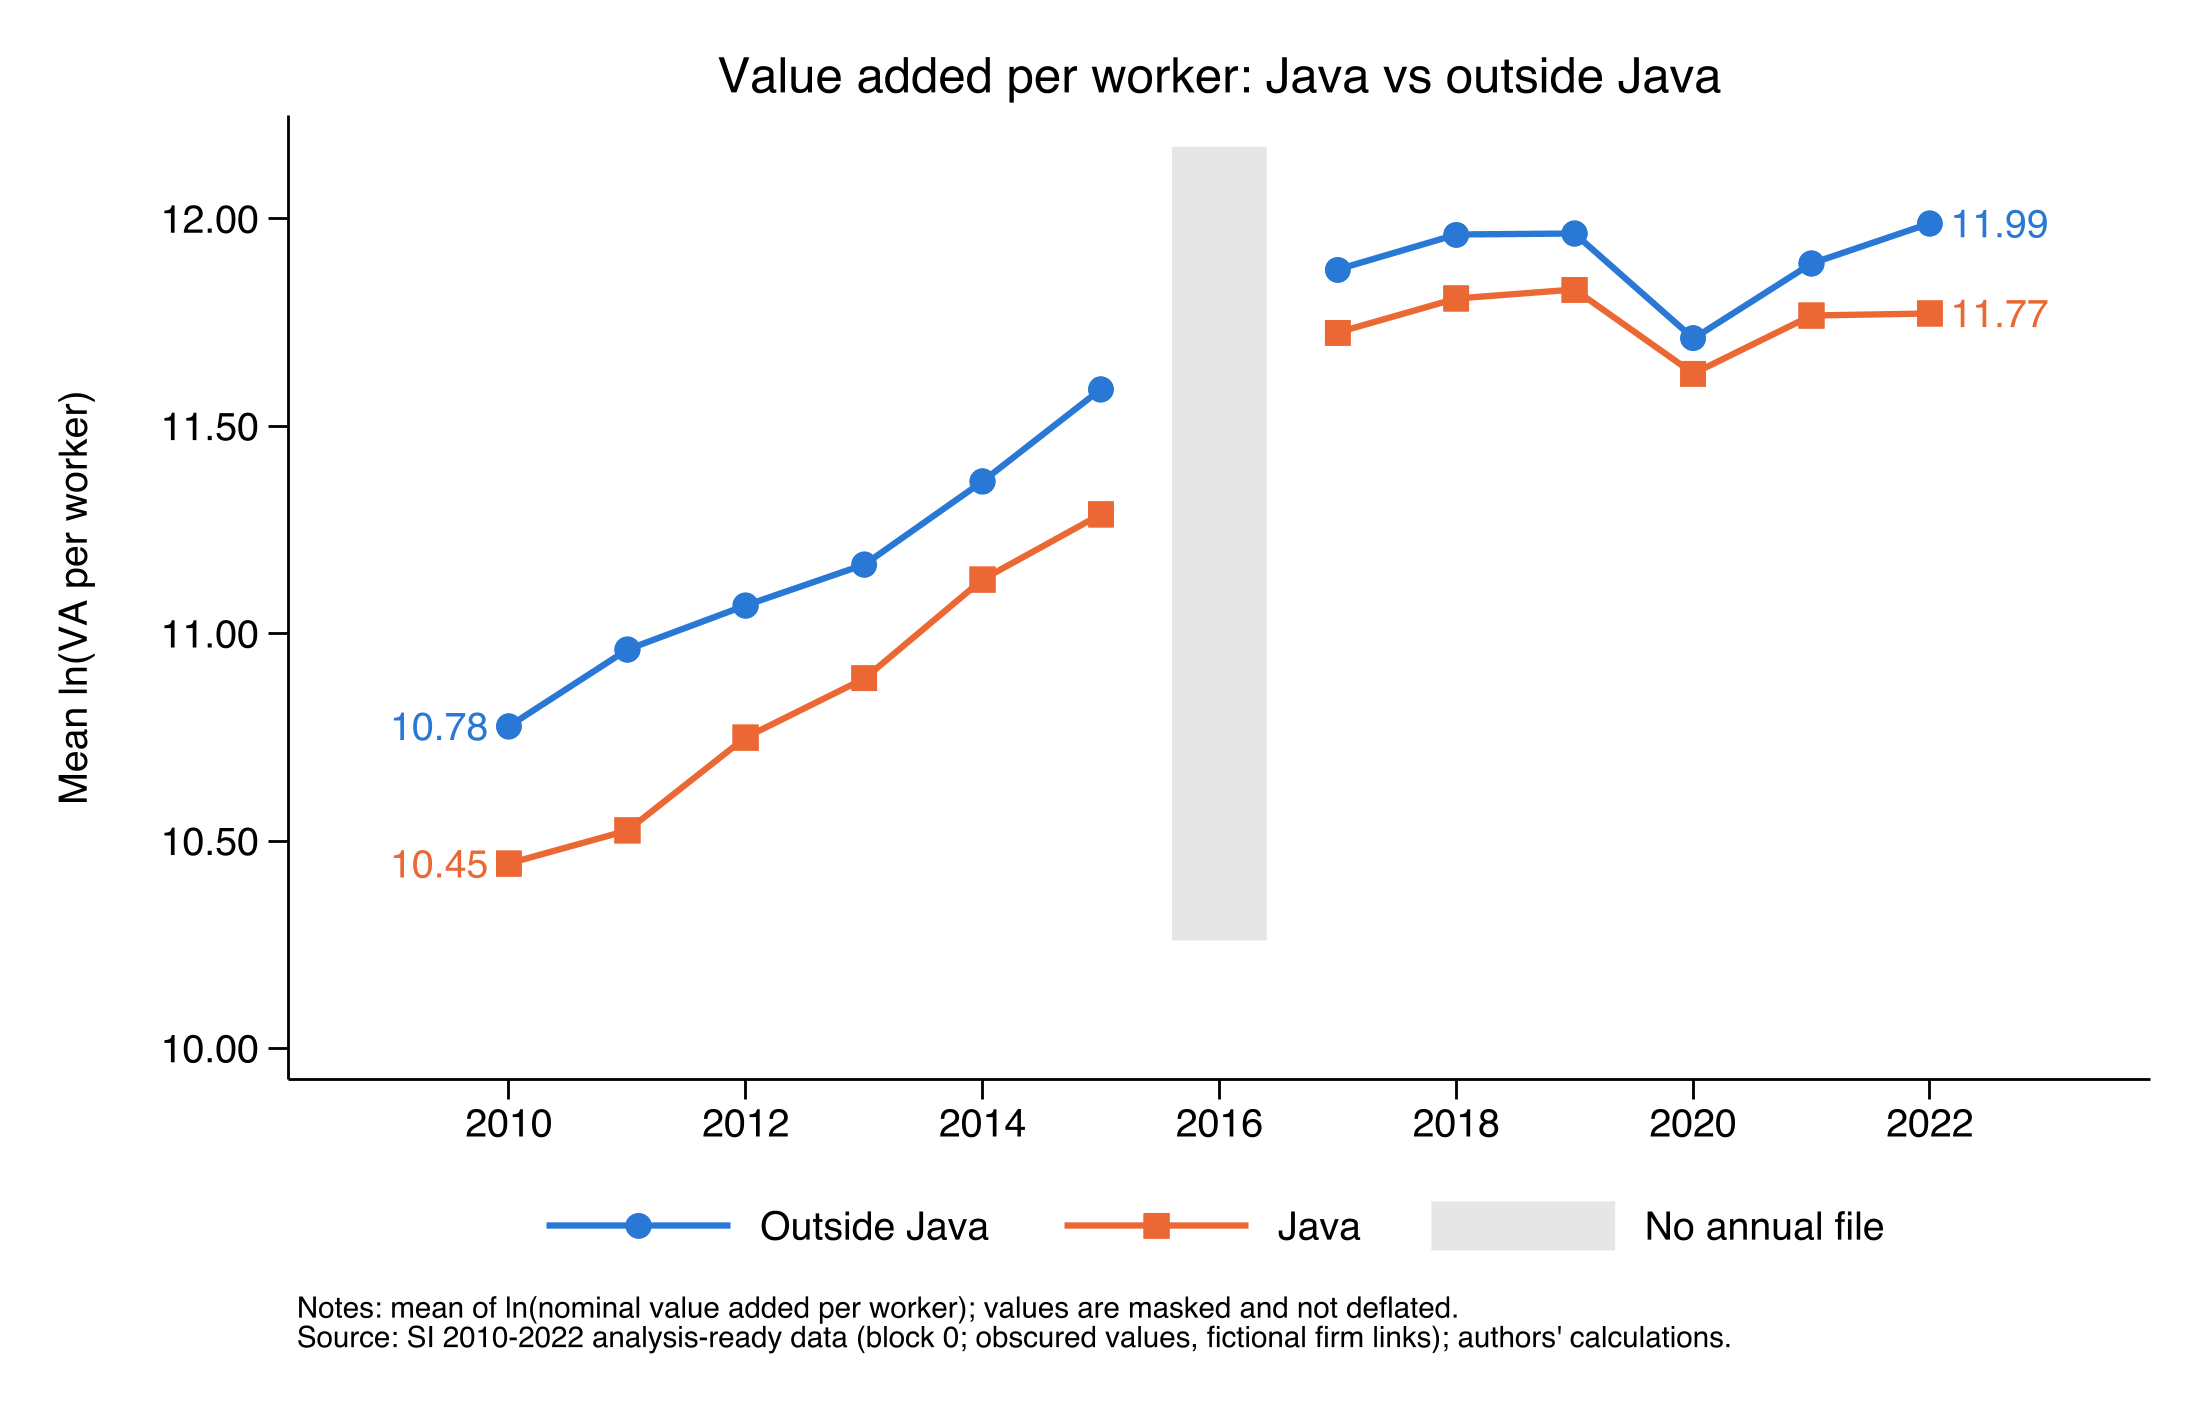 Value added per worker: Java vs outside Java
Mean ln(VA per worker)
12.00
11.50
11.00
10.50
10.00
10.78
10.45
11.99
11.77
2010
2012
2014
2016
2018
2020
2022
Outside Java
Java
No annual file
Notes: mean of ln(nominal value added per worker); values are masked and not deflated.
Source: SI 2010-2022 analysis-ready data (block 0; obscured values, fictional firm links); authors' calculations.